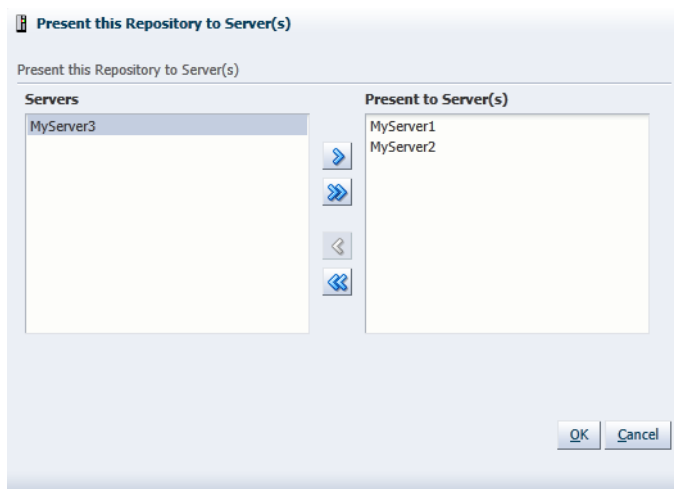 Present this Repository to Server(s)
Present this Repository to Server(s)
Servers
Present to Server(s)
MyServer3
MyServer1
MyServer2
OK
Cancel